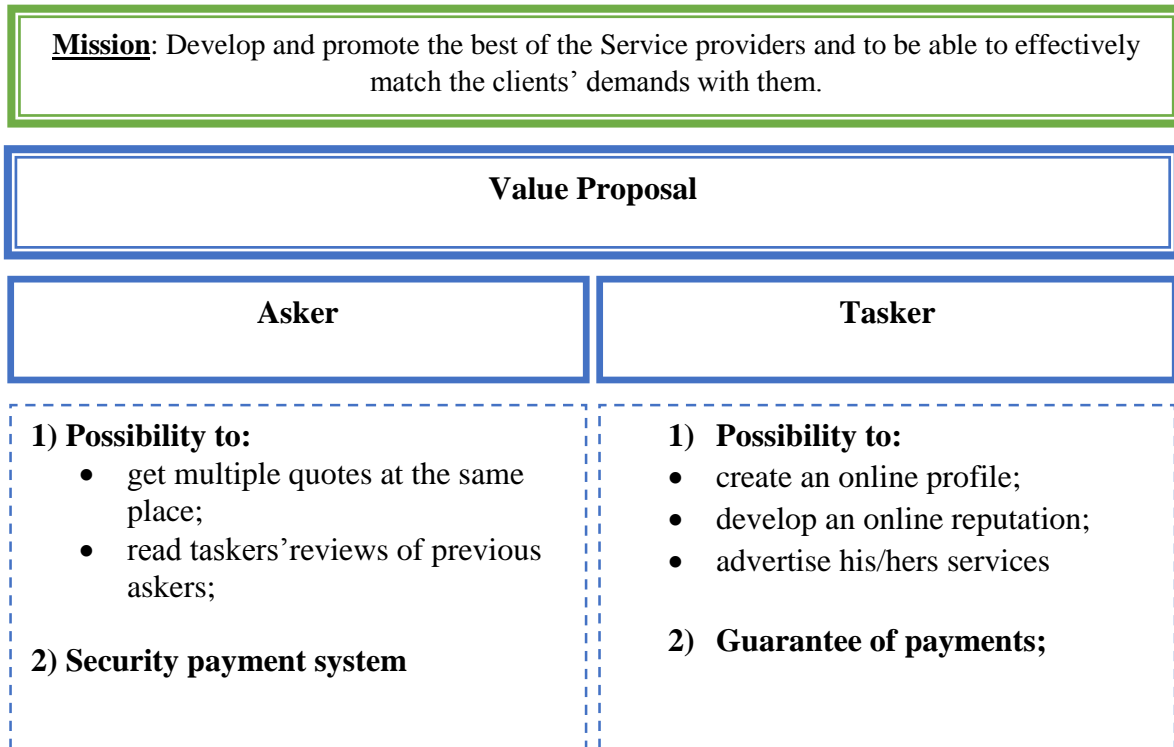 Mission: Develop and promote the best of the Service providers and to be able to effectively
match the clients’ demands with them.
Value Proposal
Asker
Tasker
1) Possibility to:
• get multiple quotes at the same
place;
• read taskers’reviews of previous
askers;
2) Security payment system
1) Possibility to:
• create an online profile;
• develop an online reputation;
• advertise his/hers services
2) Guarantee of payments;